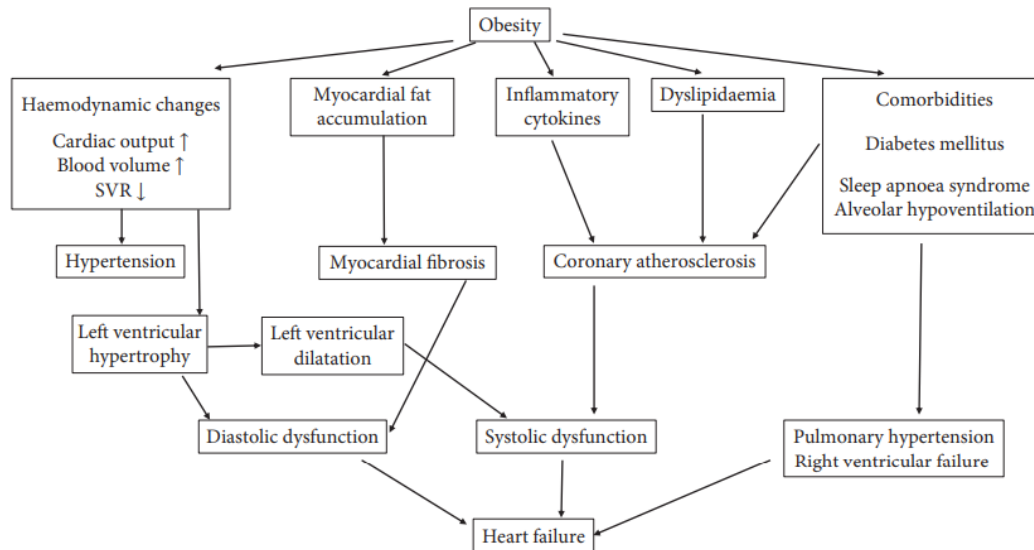 Obesity
Haemodynamic changes
Cardiac output ↑
Blood volume ↑
SVR ↓
Myocardial fat
accumulation
Inflammatory
cytokines
Dyslipidaemia
Comorbidities
Diabetes mellitus
Sleep apnoea syndrome
Alveolar hypoventilation
Hypertension
Myocardial fibrosis
Coronary atherosclerosis
Left ventricular
hypertrophy
Left ventricular
dilatation
Diastolic dysfunction
Systolic dysfunction
Pulmonary hypertension
Right ventricular failure
Heart failure